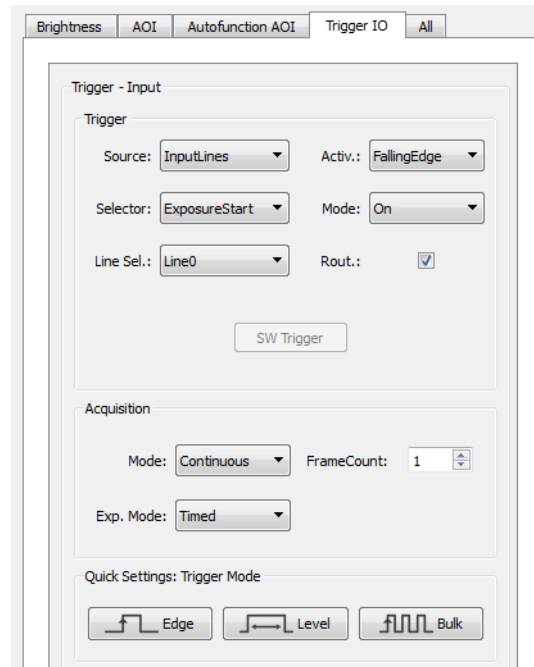 Brightness AOI Autofunction AOI Trigger IO All
Trigger - Input
Trigger
Source: InputLines Activ.: FallingEdge
Selector: ExposureStart Mode: On
Line Sel.: Line0 Rout.:
SW Trigger
Acquisition
Mode: Continuous FrameCount: 1
Exp. Mode: Timed
Quick Settings: Trigger Mode
Edge Level Bulk